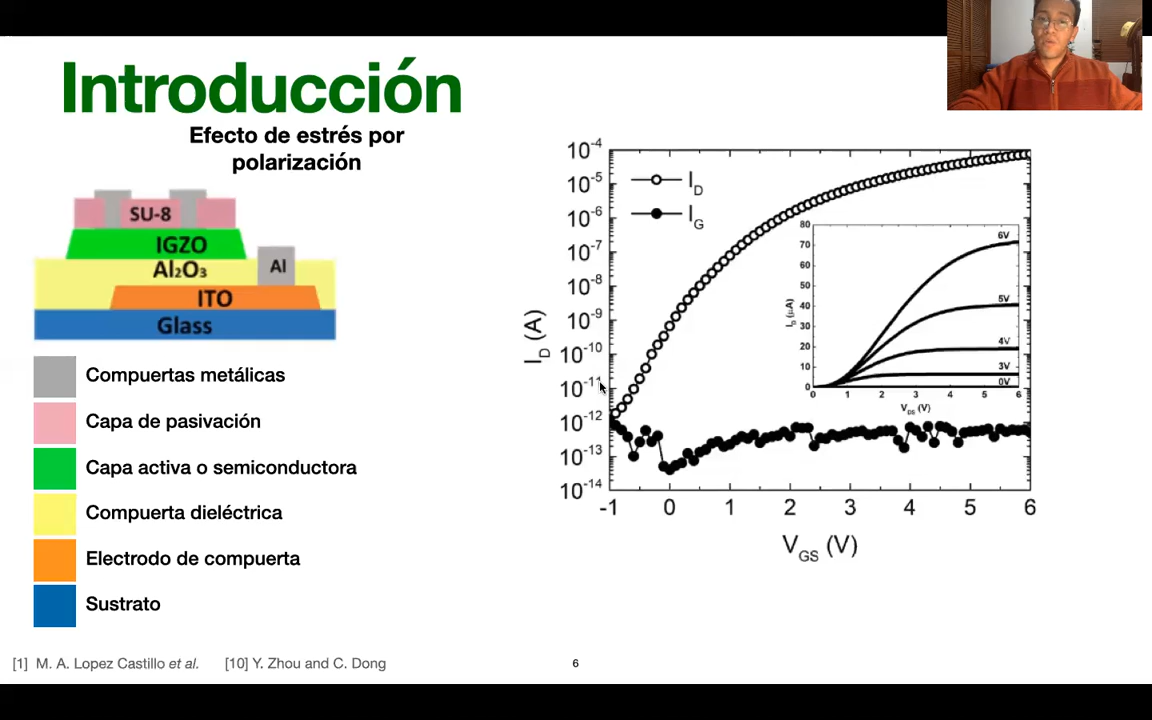 Introducción
Efecto de estrés por
polarización
SU-8
IGZO
Al₂O₃
Al
ITO
Glass
Compuertas metálicas
Capa de pasivación
Capa activa o semiconductora
Compuerta dieléctrica
Electrodo de compuerta
Sustrato
I_D (A)
10⁻⁴
10⁻⁵
10⁻⁶
10⁻⁷
10⁻⁸
10⁻⁹
10⁻¹⁰
10⁻¹¹
10⁻¹²
10⁻¹³
10⁻¹⁴
I_D
I_G
-1 0 1 2 3 4 5 6
V_GS (V)
I_D (μA)
80
70
60
50
40
30
20
10
0
6V
5V
4V
3V
0V
0 1 2 3 4 5 6
V_DS (V)
[1] M. A. Lopez Castillo et al. [10] Y. Zhou and C. Dong
6